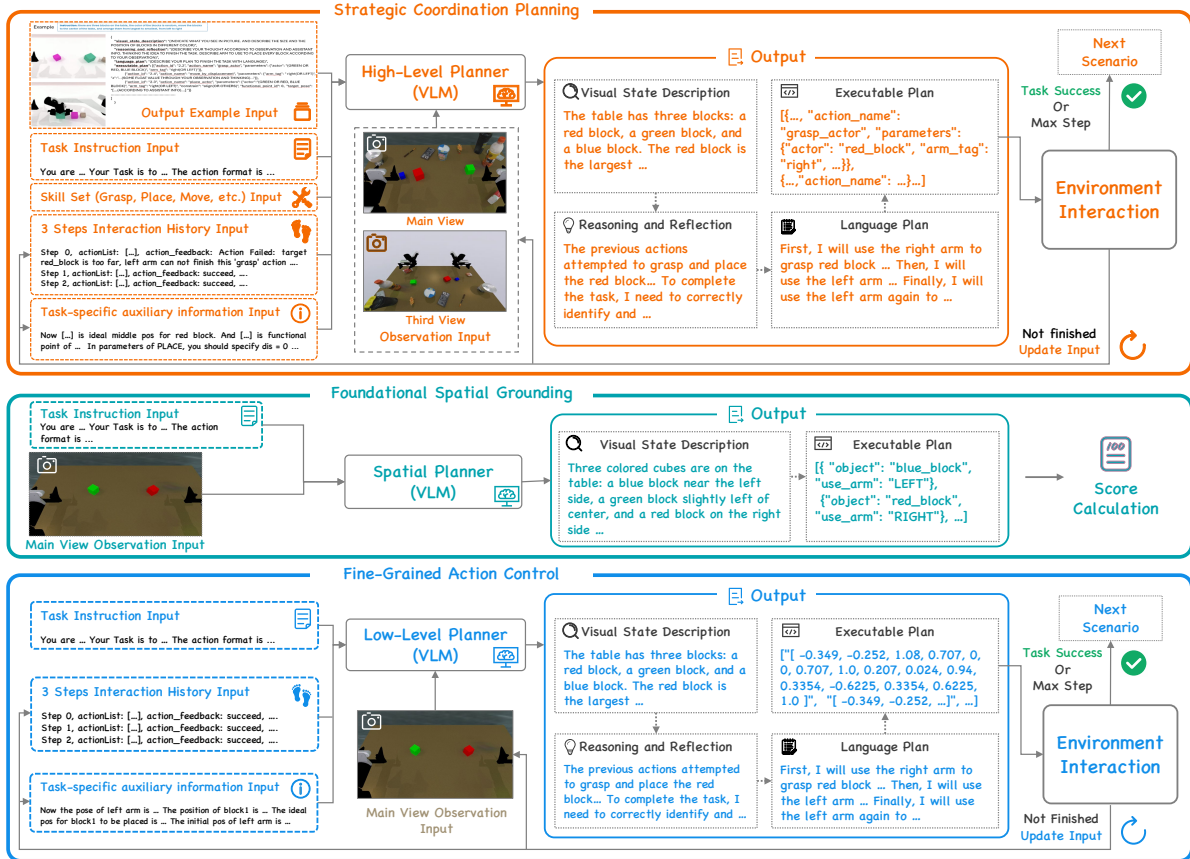 Strategic Coordination Planning
Example
Output Example Input
Task Instruction Input
You are ... Your Task is to ... The action format is ...
Skill Set (Grasp, Place, Move, etc.) Input
3 Steps Interaction History Input
Step 0, actionList: [...], action_feedback: Action Failed: target
red_block is too far, left arm can not finish this 'grasp' action ....
Step 1, actionList: [...], action_feedback: succeed, ....
Step 2, actionList: [...], action_feedback: succeed, ....
Task-specific auxiliary information Input
Now [...] is ideal middle pos for red block. And [...] is functional
point of ... In parameters of PLACE, you should specify dis = 0 ...
High-Level Planner
(VLM)
Main View
Third View
Observation Input
Output
Visual State Description
The table has three blocks: a
red block, a green block, and
a blue block. The red block is
the largest ...
Reasoning and Reflection
The previous actions
attempted to grasp and place
the red block... To complete
the task, I need to correctly
identify and ...
Executable Plan
[{..., "action_name":
"grasp_actor", "parameters":
{"actor": "red_block", "arm_tag":
"right", ...}},
{...,"action_name": ...}...]
Language Plan
First, I will use the right arm to
grasp red block ... Then, I will
use the left arm ... Finally, I will
use the left arm again to ...
Next
Scenario
Task Success
Or
Max Step
Environment
Interaction
Not finished
Update Input
Foundational Spatial Grounding
Task Instruction Input
You are ... Your Task is to ... The action
format is ...
Main View Observation Input
Spatial Planner
(VLM)
Output
Visual State Description
Three colored cubes are on the
table: a blue block near the left
side, a green block slightly left of
center, and a red block on the right
side ...
Executable Plan
[{ "object": "blue_block",
"use_arm": "LEFT"},
{"object": "red_block",
"use_arm": "RIGHT"}, ...]
100
Score
Calculation
Fine-Grained Action Control
Task Instruction Input
You are ... Your Task is to ... The action format is ...
3 Steps Interaction History Input
Step 0, actionList: [...], action_feedback: succeed, ....
Step 1, actionList: [...], action_feedback: succeed, ....
Step 2, actionList: [...], action_feedback: succeed, ....
Task-specific auxiliary information Input
Now the pose of left arm is ... The position of block1 is ... The ideal
pos for block1 to be placed is ... The initial pos of left arm is ...
Low-Level Planner
(VLM)
Main View Observation
Input
Output
Visual State Description
The table has three blocks: a
red block, a green block, and a
blue block. The red block is
the largest ...
Reasoning and Reflection
The previous actions attempted
to grasp and place the red
block... To complete the task, I
need to correctly identify and ...
Executable Plan
["[ -0.349, -0.252, 1.08, 0.707, 0,
0, 0.707, 1.0, 0.207, 0.024, 0.94,
0.3354, -0.6225, 0.3354, 0.6225,
1.0 ]", "[ -0.349, -0.252, ...]", ...]
Language Plan
First, I will use the right arm to
grasp red block ... Then, I will use
the left arm ... Finally, I will use
the left arm again to ...
Next
Scenario
Task Success
Or
Max Step
Environment
Interaction
Not Finished
Update Input